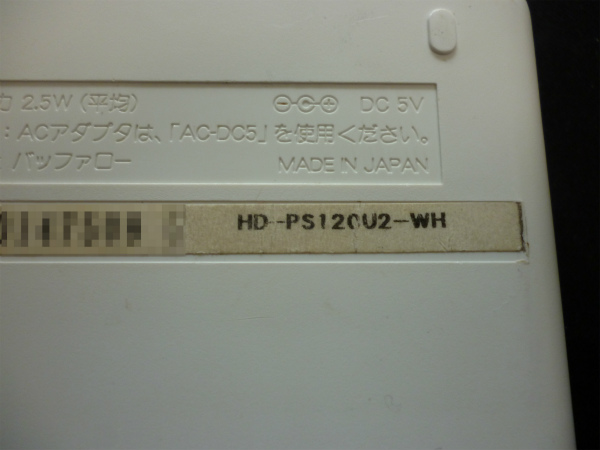 力 2.5W (平均) DC 5V
: ACアダプタは、「AC-DC5」を使用ください。
バッファロー MADE IN JAPAN
HD-PS120U2-WH